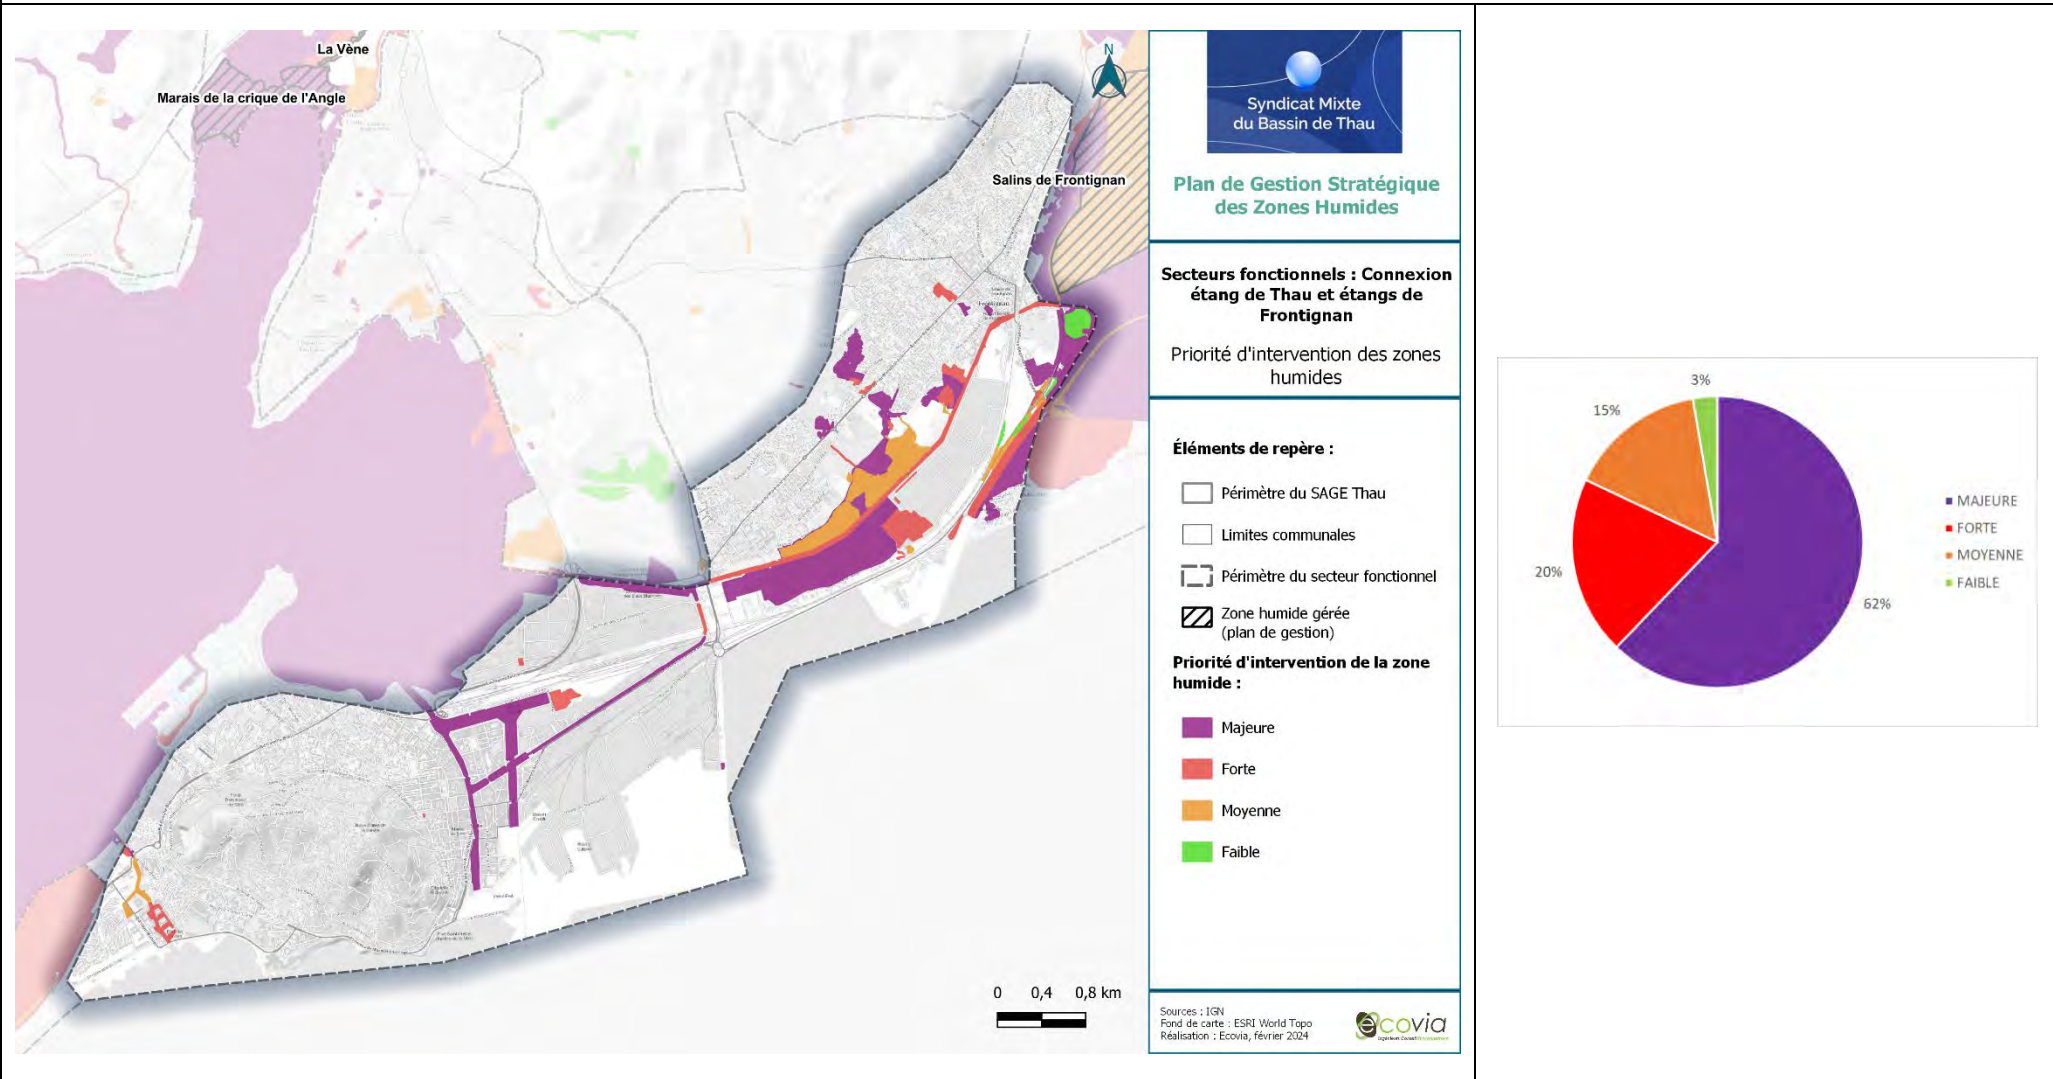 La Vène
Marais de la crique de l'Angle
Salins de Frontignan
N
0 0,4 0,8 km
Syndicat Mixte
du Bassin de Thau
Plan de Gestion Stratégique
des Zones Humides
Secteurs fonctionnels : Connexion
étang de Thau et étangs de
Frontignan
Priorité d'intervention des zones
humides
Éléments de repère :
Périmètre du SAGE Thau
Limites communales
Périmètre du secteur fonctionnel
Zone humide gérée
(plan de gestion)
Priorité d'intervention de la zone
humide :
Majeure
Forte
Moyenne
Faible
Sources : IGN
Fond de carte : ESRI World Topo
Réalisation : Ecovia, février 2024
ecovia
3%
15%
20%
62%
MAJEURE
FORTE
MOYENNE
FAIBLE